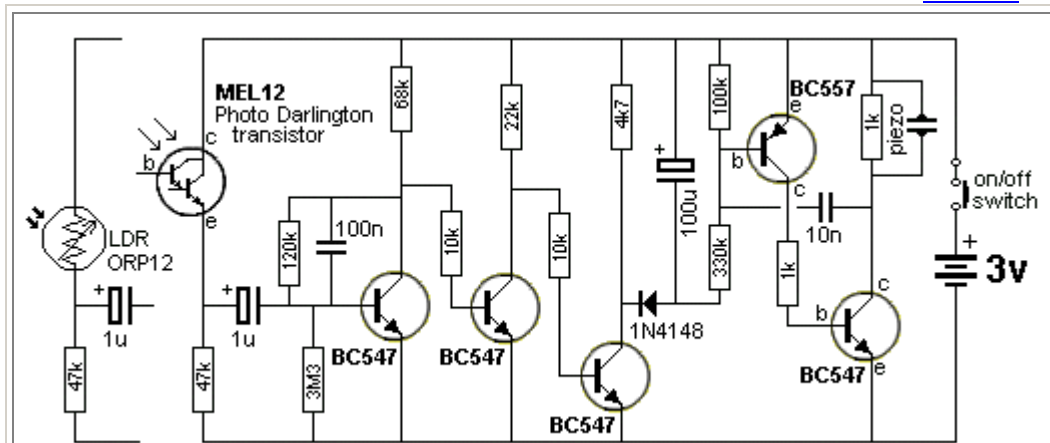 MEL12
Photo Darlington
transistor
c
b
e
LDR
ORP12
+
1u
47k
+
1u
47k
120k
100n
3M3
68k
10k
BC547
22k
10k
BC547
4k7
BC547
+
100u
1N4148
100k
330k
BC557
e
b
c
1k
10n
1k
piezo
c
b
e
BC547
on/off
switch
+
3v